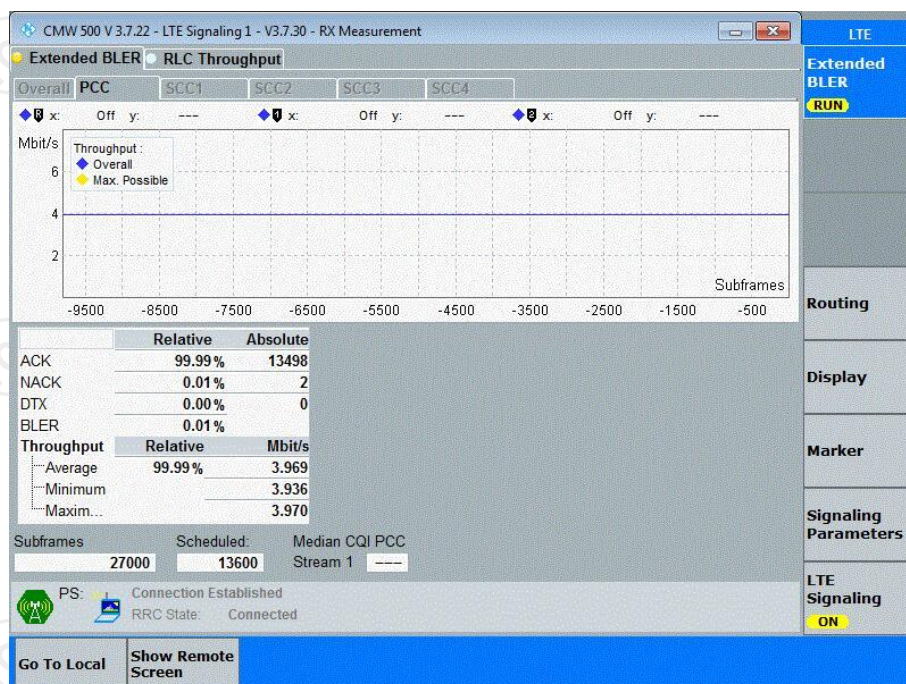 CMW 500 V 3.7.22 - LTE Signaling 1 - V3.7.30 - RX Measurement
LTE
Extended BLER RLC Throughput
Extended BLER
RUN
Overall PCC SCC1 SCC2 SCC3 SCC4
R x: Off y: --- 1 x: Off y: --- 2 x: Off y: ---
Mbit/s
Throughput :
Overall
Max. Possible
6
4
2
Subframes
-9500 -8500 -7500 -6500 -5500 -4500 -3500 -2500 -1500 -500
Routing
Relative Absolute
ACK 99.99 % 13498
NACK 0.01 % 2
DTX 0.00 % 0
BLER 0.01 %
Throughput Relative Mbit/s
Average 99.99 % 3.969
Minimum 3.936
Maxim... 3.970
Display
Marker
Signaling
Parameters
Subframes Scheduled: Median CQI PCC
27000 13600 Stream 1 ---
PS: Connection Established
RRC State: Connected
LTE
Signaling
ON
Go To Local
Show Remote
Screen